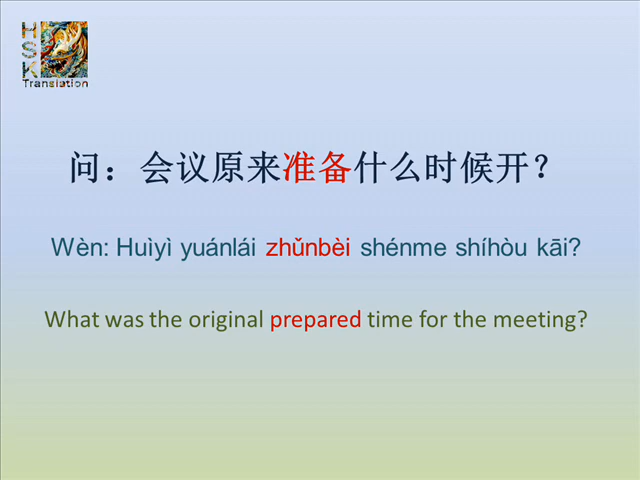 HSK
Translation
问：会议原来准备什么时候开？
Wèn: Huìyì yuánlái zhǔnbèi shénme shíhòu kāi?
What was the original prepared time for the meeting?